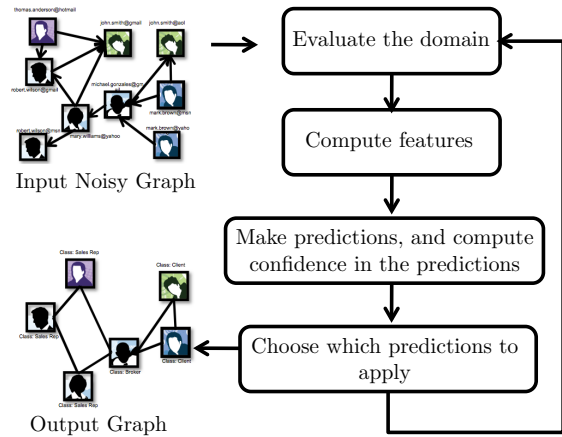 thomas.anderson@hotmail
john.smith@gmail
john.smith@aol
robert.wilson@gmail
michael.gonzales@gm
ail
mark.brown@msn
robert.wilson@msn
mary.williams@yahoo
mark.brown@yaho
Input Noisy Graph
Evaluate the domain
Compute features
Make predictions, and compute
confidence in the predictions
Choose which predictions to
apply
Class: Sales Rep
Class: Client
Class: Sales Rep
Class: Broker
Class: Client
Class: Sales Rep
Output Graph